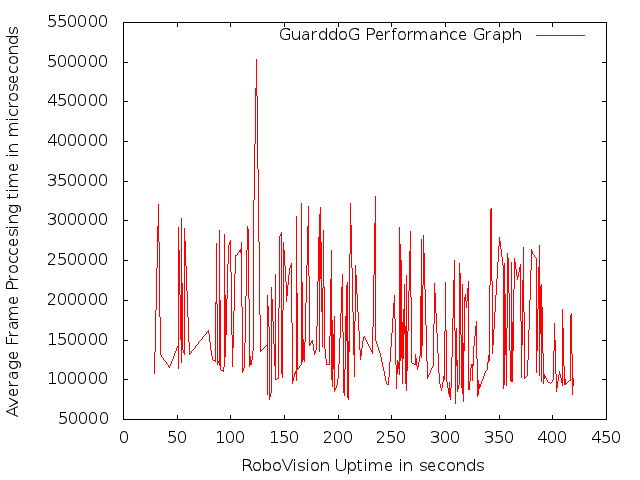 GuarddoG Performance Graph
550000
500000
450000
400000
350000
300000
250000
200000
150000
100000
50000
Average Frame Proccesing time in microseconds
0 50 100 150 200 250 300 350 400 450
RoboVision Uptime in seconds